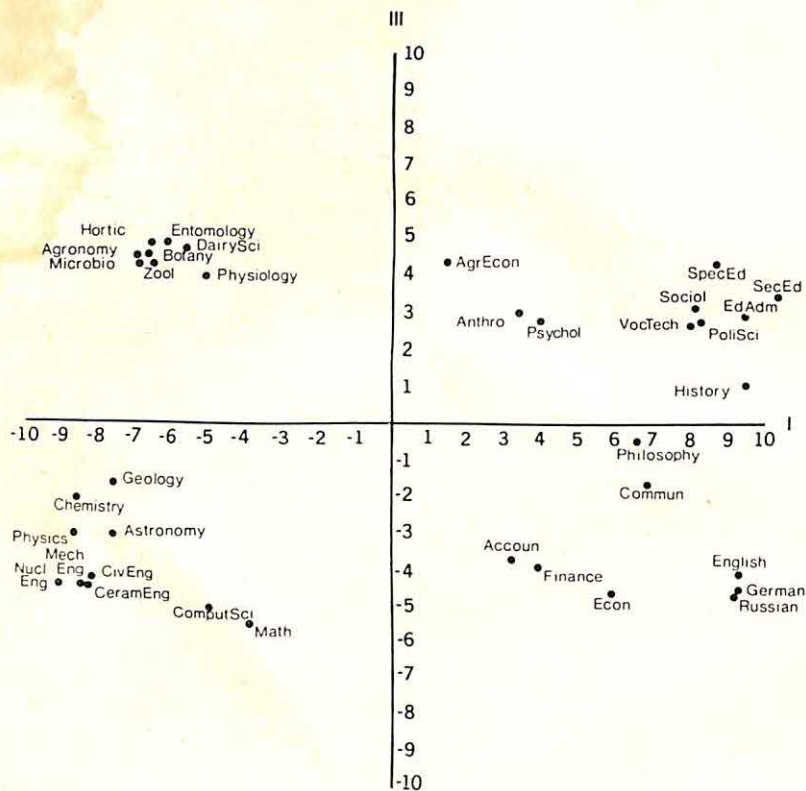 III
10
9
8
7
6
5
4
3
2
1
Hortic Entomology
Agronomy DairySci
Botany
Microbio
Zool Physiology
AgrEcon
SpecEd
SecEd
Sociol EdAdm
Anthro Psychol
VocTech PoliSci
History
I
-10 -9 -8 -7 -6 -5 -4 -3 -2 -1 1 2 3 4 5 6 7 8 9 10
Philosophy
-1
-2
-3
-4
-5
-6
-7
-8
-9
-10
Geology
Chemistry
Commun
Physics Astronomy
Mech
Eng
Nucl
Eng
CivEng
CeramEng
Accoun
Finance
English
Econ
German
Russian
ComputSci
Math